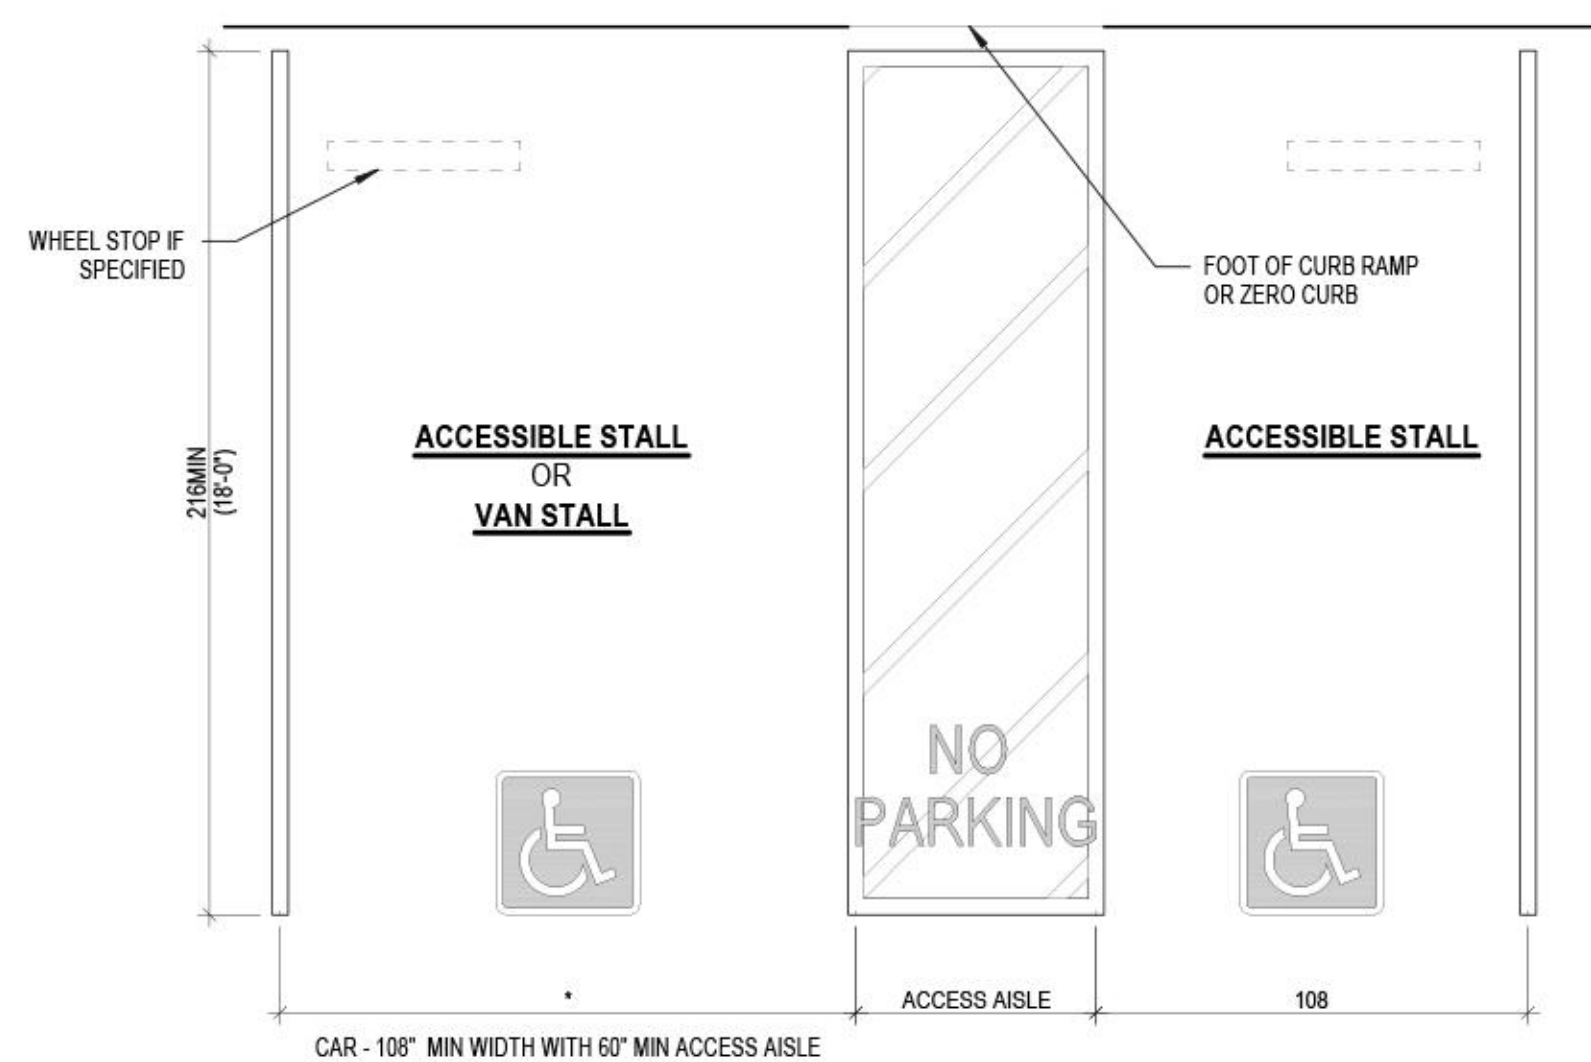 WHEEL STOP IF
SPECIFIED
FOOT OF CURB RAMP
OR ZERO CURB
216MIN
(18'-0")
ACCESSIBLE STALL
OR
VAN STALL
ACCESSIBLE STALL
NO
PARKING
*
ACCESS AISLE
108
CAR - 108" MIN WIDTH WITH 60" MIN ACCESS AISLE